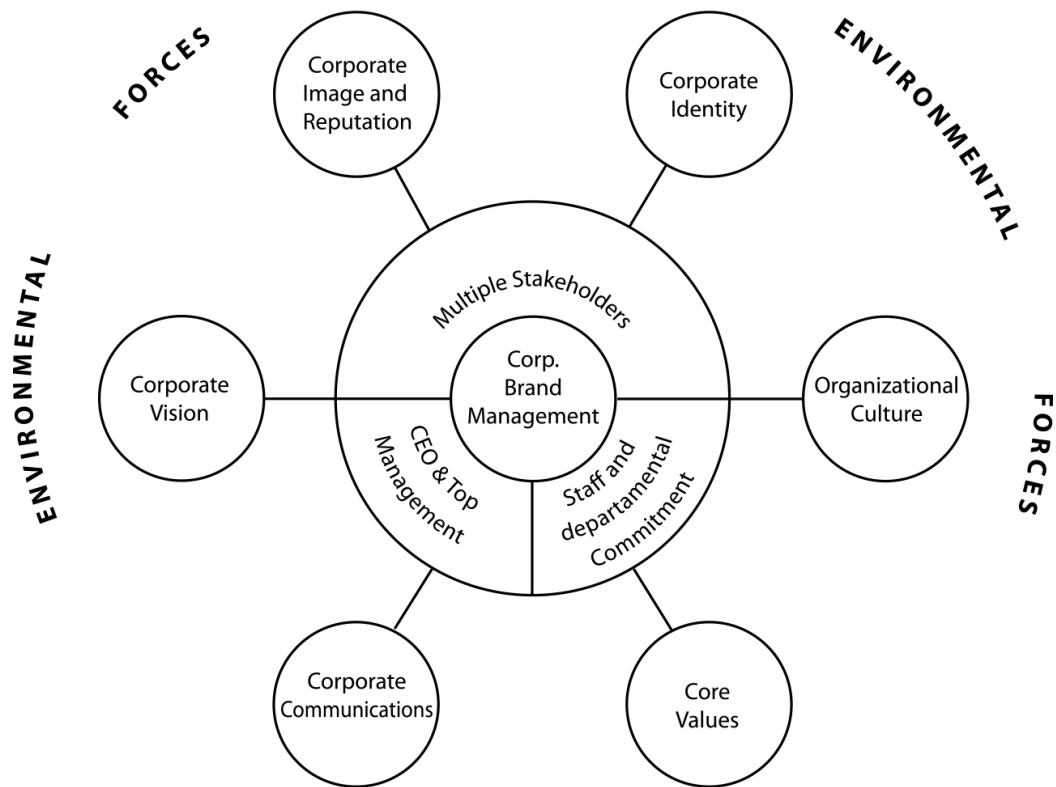 FORCES
ENVIRONMENTAL
Corporate
Image and
Reputation
Corporate
Identity
Multiple Stakeholders
ENVIRONMENTAL
Corporate
Vision
Corp.
Brand
Management
Organizational
Culture
FORCES
CEO & Top
Management
Staff and
departamental
Commitment
Corporate
Communications
Core
Values